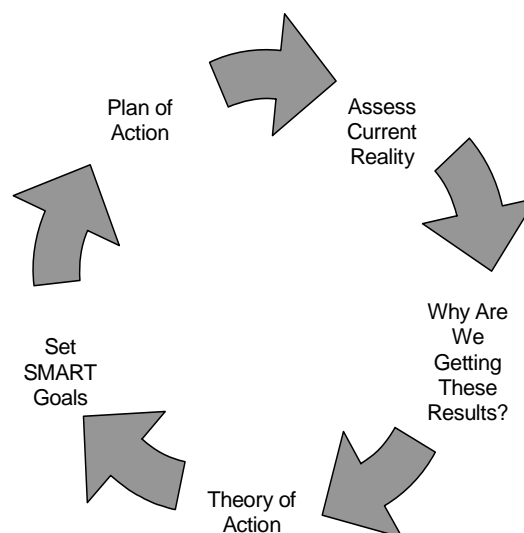 Plan of
Action
Assess
Current
Reality
Why Are
We
Getting
These
Results?
Theory of
Action
Set
SMART
Goals